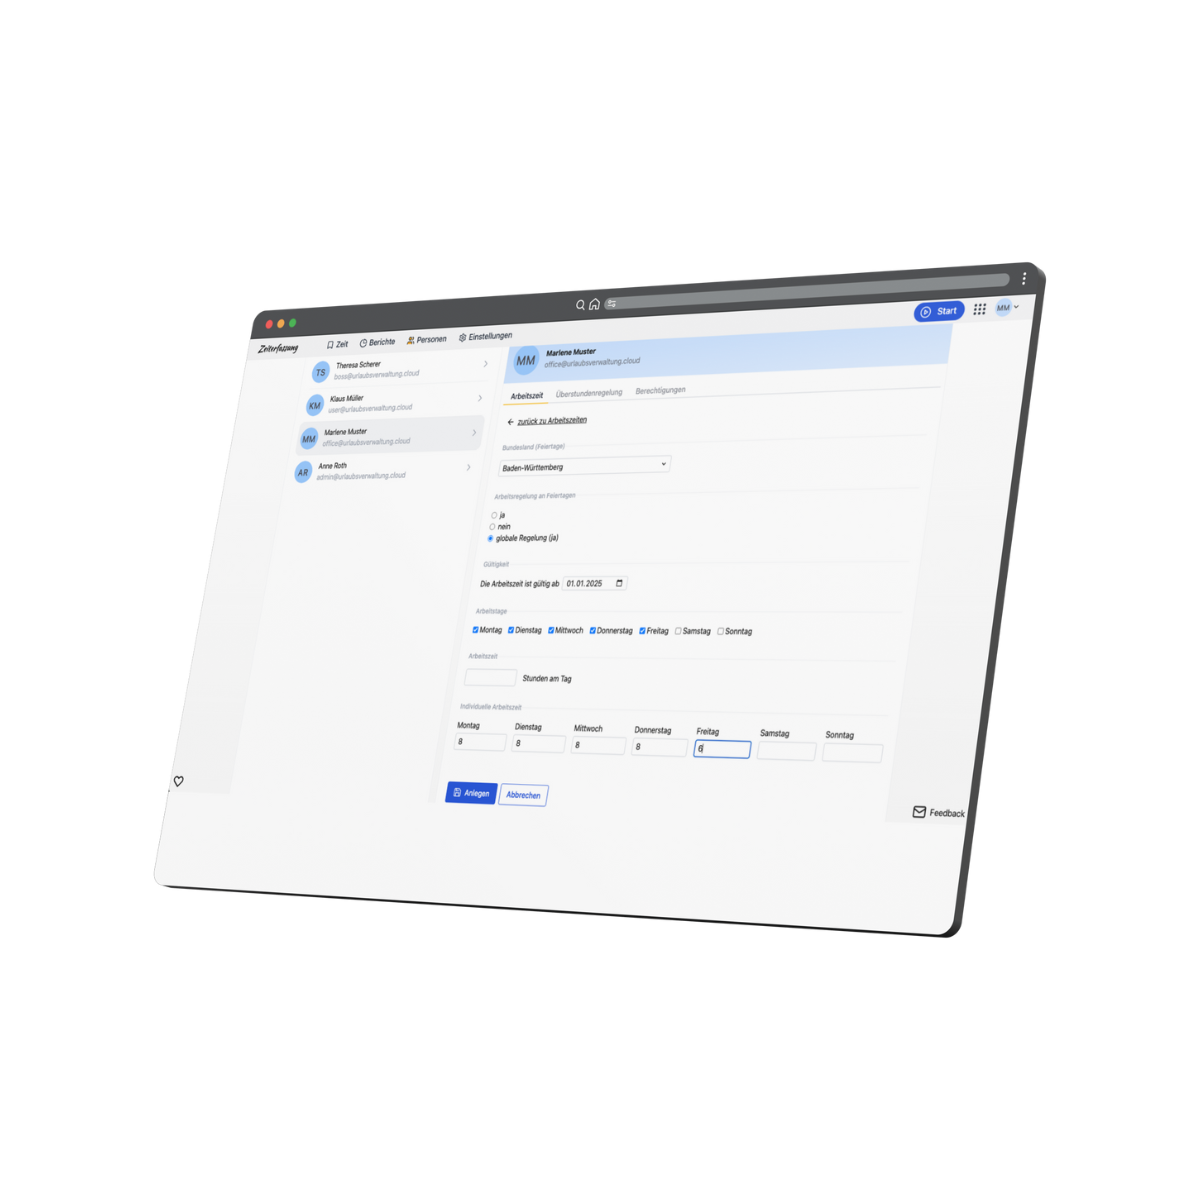 Zeiterfassung
Zeit
Berichte
Personen
Einstellungen
Start
MM
TS
Theresa Scherer
boss@urlaubsverwaltung.cloud
KM
Klaus Müller
user@urlaubsverwaltung.cloud
MM
Marlene Muster
office@urlaubsverwaltung.cloud
AR
Anne Roth
admin@urlaubsverwaltung.cloud
MM
Marlene Muster
office@urlaubsverwaltung.cloud
Arbeitszeit Überstundenregelung Berechtigungen
← zurück zu Arbeitszeiten
Bundesland (Feiertage)
Baden-Württemberg
Arbeitsregelung an Feiertagen
ja
nein
globale Regelung (ja)
Gültigkeit
Die Arbeitszeit ist gültig ab 01.01.2025
Arbeitstage
Montag Dienstag Mittwoch Donnerstag Freitag Samstag Sonntag
Arbeitszeit
Stunden am Tag
Individuelle Arbeitszeit
Montag Dienstag Mittwoch Donnerstag Freitag Samstag Sonntag
8 8 8 8 6
Anlegen Abbrechen
Feedback